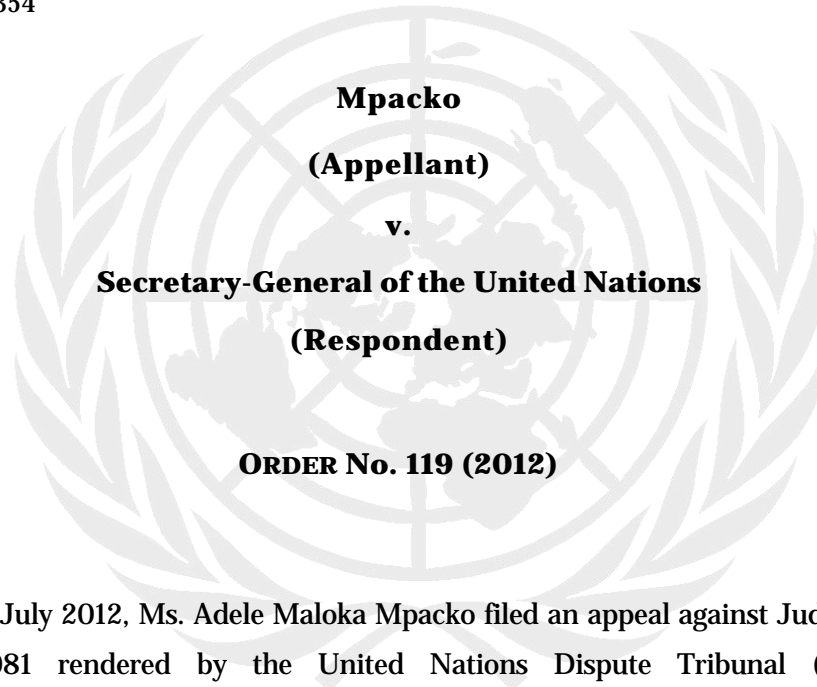 354
Mpacko
(Appellant)
v.
Secretary-General of the United Nations
(Respondent)
ORDER No. 119 (2012)
July 2012, Ms. Adele Maloka Mpacko filed an appeal against
081 rendered by the United Nations Dispute Tribunal (